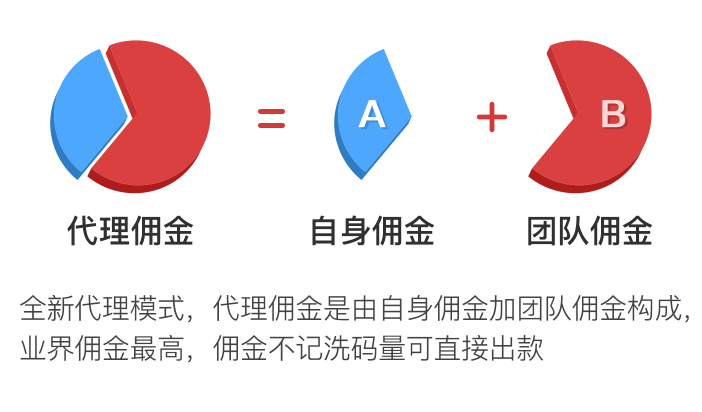 = A + B
代理佣金 自身佣金 团队佣金
全新代理模式，代理佣金是由自身佣金加团队佣金构成，
业界佣金最高，佣金不记洗码量可直接出款